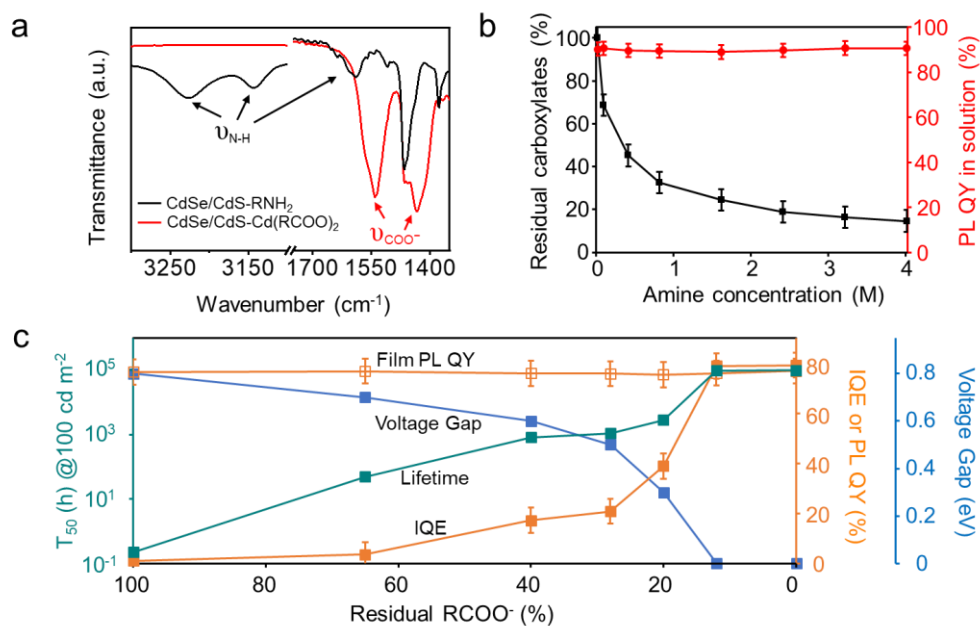 a
Transmittance (a.u.)
υN-H
CdSe/CdS-RNH2
CdSe/CdS-Cd(RCOO)2
υCOO-
3250 3150 1700 1550 1400
Wavenumber (cm-1)
b
Residual carboxylates (%)
100
80
60
40
20
0
0 1 2 3 4
Amine concentration (M)
100
80
60
40
20
0
PL QY in solution (%)
c
T50 (h) @100 cd m-2
10^5
10^3
10^1
10^-1
Film PL QY
Voltage Gap
Lifetime
IQE
100 80 60 40 20 0
Residual RCOO- (%)
80
60
40
20
0
IQE or PL QY (%)
0.8
0.6
0.4
0.2
0
Voltage Gap (eV)